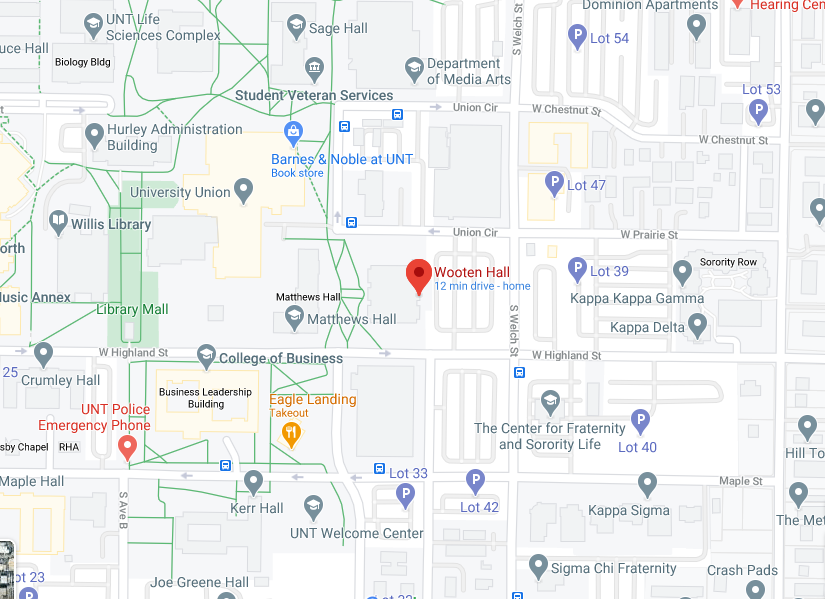 Dominion Apartments
Hearing Cen
UNT Life
Sciences Complex
Sage Hall
S Welch St
Lot 54
uce Hall
Biology Bldg
Department
of Media Arts
Lot 53
Student Veteran Services
Union Cir
W Chestnut St
W Chestnut St
Hurley Administration
Building
Barnes & Noble at UNT
Book store
University Union
Lot 47
Willis Library
Union Cir
W Prairie St
orth
Wooten Hall
12 min drive - home
Lot 39
Sorority Row
usic Annex
Matthews Hall
Kappa Kappa Gamma
Library Mall
Matthews Hall
S Welch St
Kappa Delta
W Highland St
College of Business
W Highland St
25
Crumley Hall
Business Leadership
Building
Eagle Landing
Takeout
UNT Police
Emergency Phone
The Center for Fraternity
and Sorority Life
Lot 40
sby Chapel
RHA
Hill To
Maple Hall
Lot 33
Maple St
S Ave B
Kerr Hall
Lot 42
Kappa Sigma
The Met
UNT Welcome Center
Joe Greene Hall
Sigma Chi Fraternity
Crash Pads
ot 23